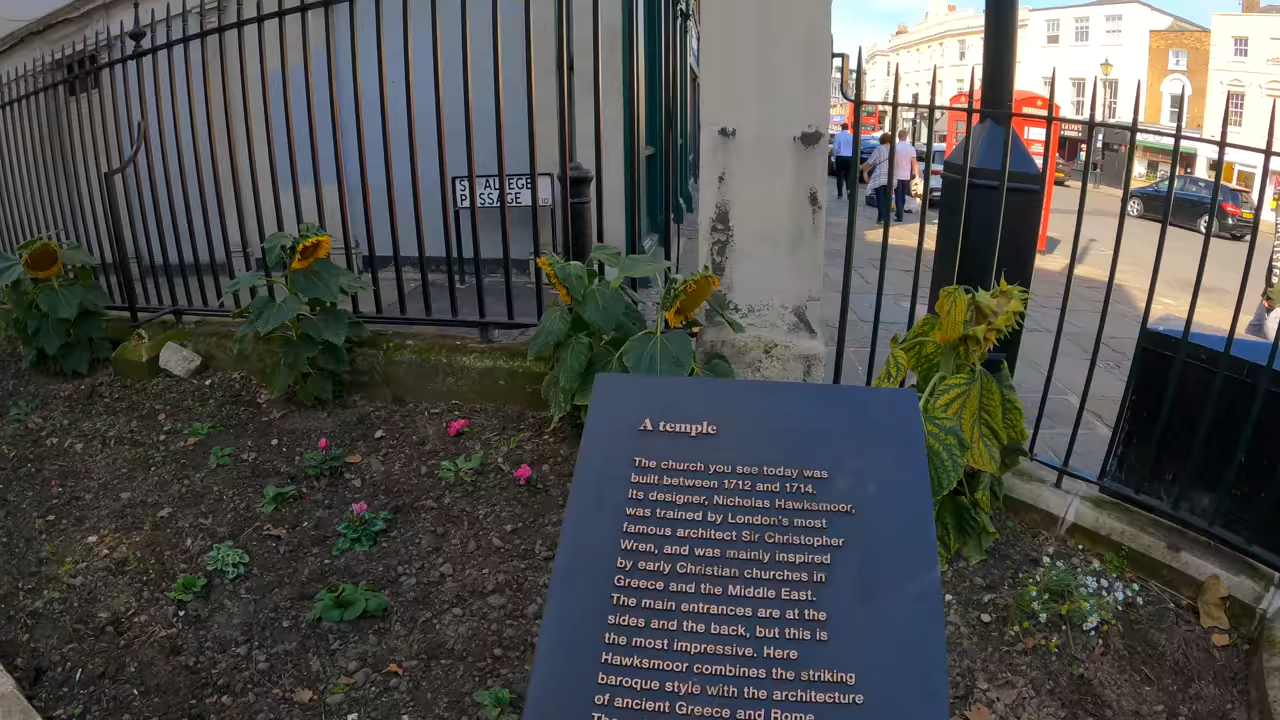 ST ALFEGE
PASSAGE
A temple
The church you see today was
built between 1712 and 1714.
Its designer, Nicholas Hawksmoor,
was trained by London's most
famous architect Sir Christopher
Wren, and was mainly inspired
by early Christian churches in
Greece and the Middle East.
The main entrances are at the
sides and the back, but this is
the most impressive. Here
Hawksmoor combines the striking
baroque style with the architecture
of ancient Greece and Rome.